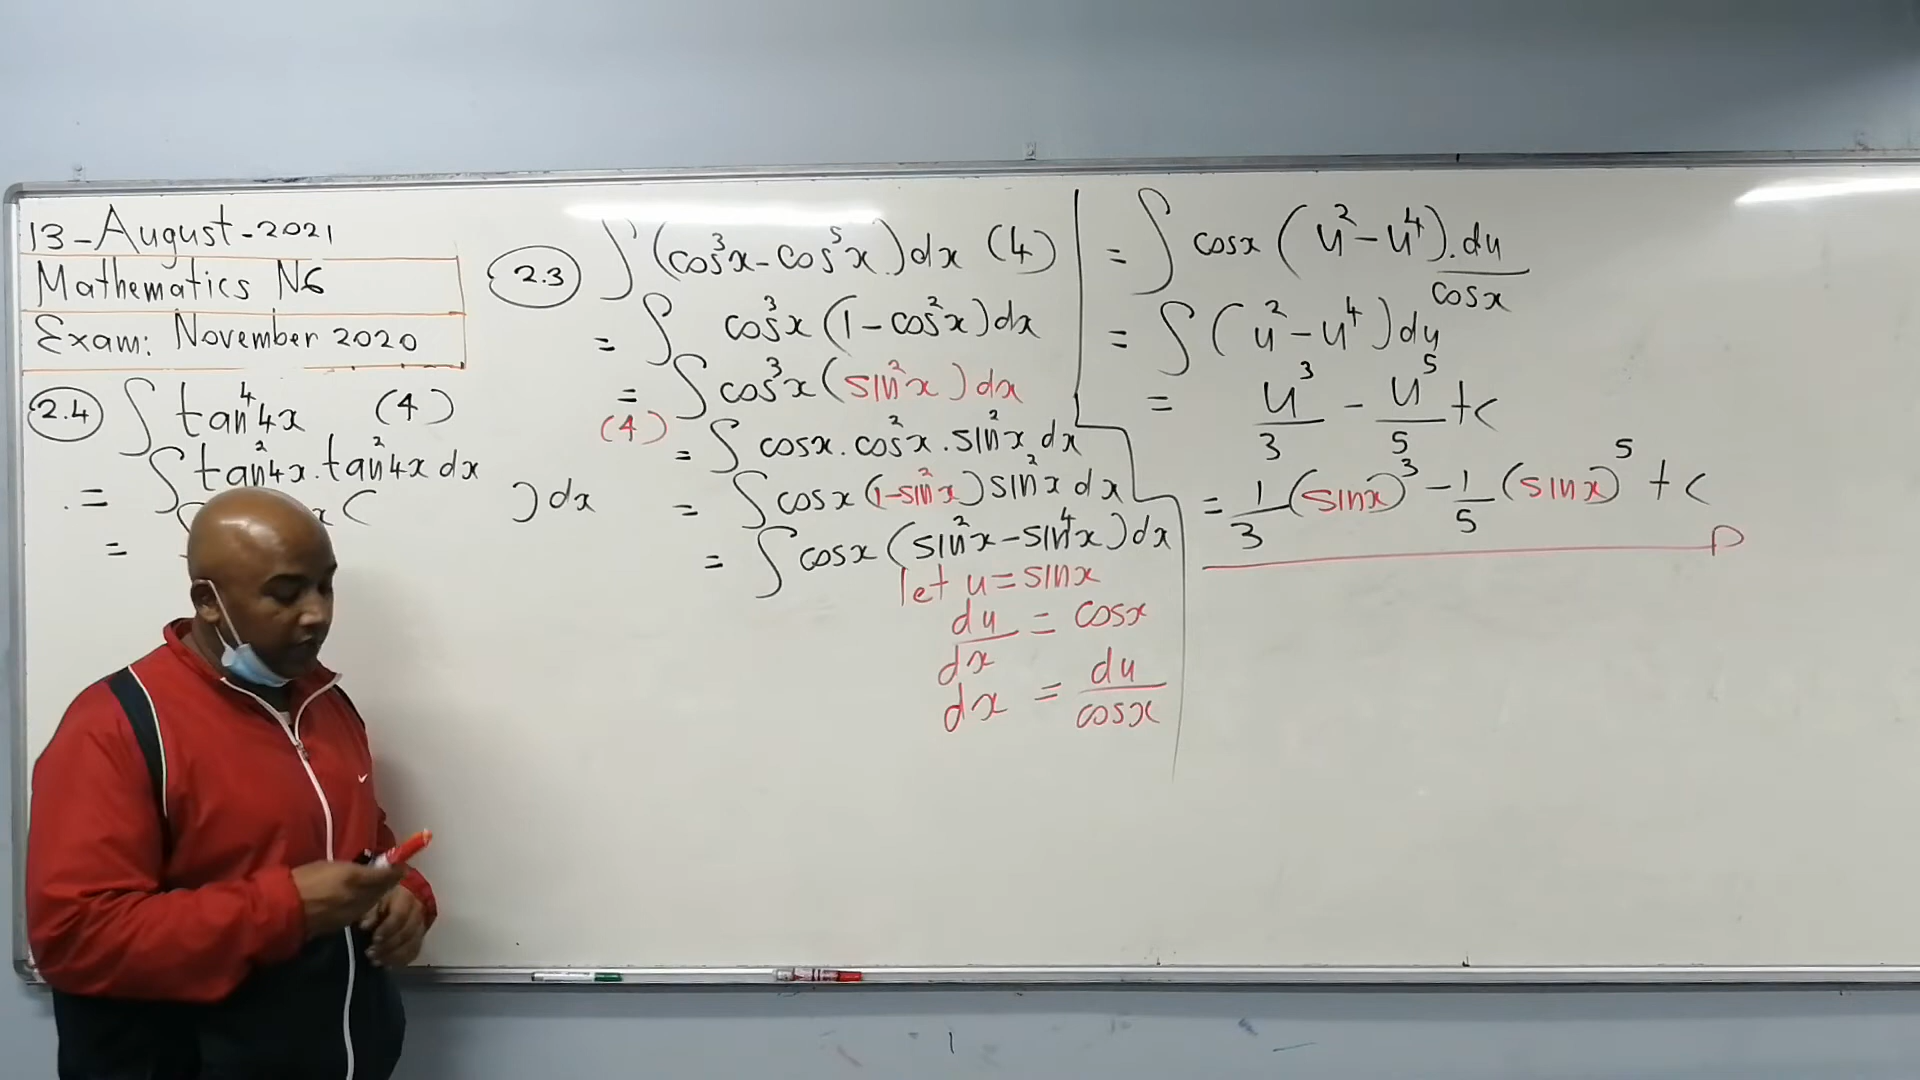 13-August-2021
Mathematics N6
Exam: November 2020
2.4 ∫ tan⁴4x (4)
= ∫ tan²4x . tan²4x dx
= ∫ x ( ) dx
2.3 ∫ (cos³x - cos⁵x) dx (4)
= ∫ cos³x (1 - cos²x) dx
= ∫ cos³x (sin²x) dx
(4) = ∫ cosx . cos²x . sin²x dx
= ∫ cosx (1-sin²x) sin²x dx
= ∫ cosx (sin²x - sin⁴x) dx
let u = sinx
du/dx = cosx
dx = du/cosx
= ∫ cosx (u² - u⁴) . du/cosx
= ∫ (u² - u⁴) du
= u³/3 - u⁵/5 + c
= 1/3 (sinx)³ - 1/5 (sinx)⁵ + c